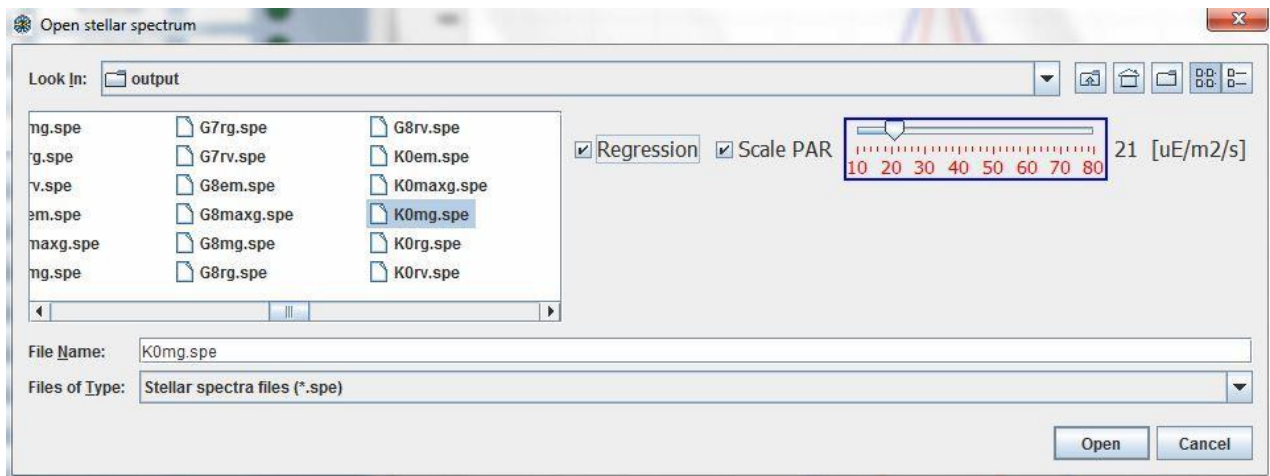 Open stellar spectrum
Look In: output
mg.spe G7rg.spe G8rv.spe
rg.spe G7rv.spe K0em.spe
rv.spe G8em.spe K0maxg.spe
em.spe G8maxg.spe K0mg.spe
maxg.spe G8mg.spe K0rg.spe
mg.spe G8rg.spe K0rv.spe
Regression Scale PAR 21 [uE/m2/s]
10 20 30 40 50 60 70 80
File Name: K0mg.spe
Files of Type: Stellar spectra files (*.spe)
Open Cancel